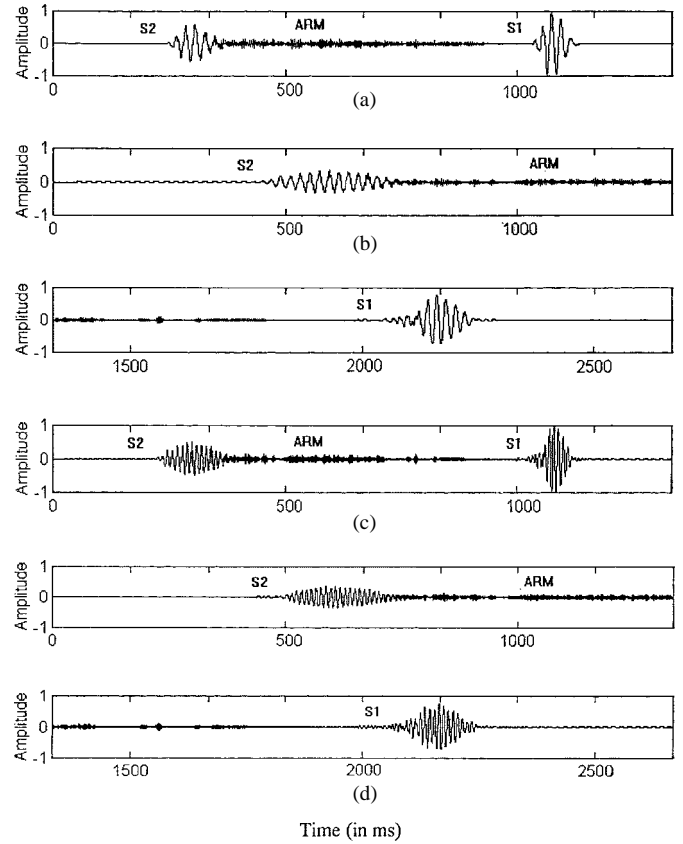 S2 ARM S1
Amplitude
1
0
-1
0 500 1000
(a)
S2 ARM
Amplitude
1
0
-1
0 500 1000
(b)
S1
Amplitude
1
0
-1
1500 2000 2500
S2 ARM S1
Amplitude
1
0
-1
0 500 1000
(c)
S2 ARM
Amplitude
1
0
-1
0 500 1000
S1
Amplitude
1
0
-1
1500 2000 2500
(d)
Time (in ms)